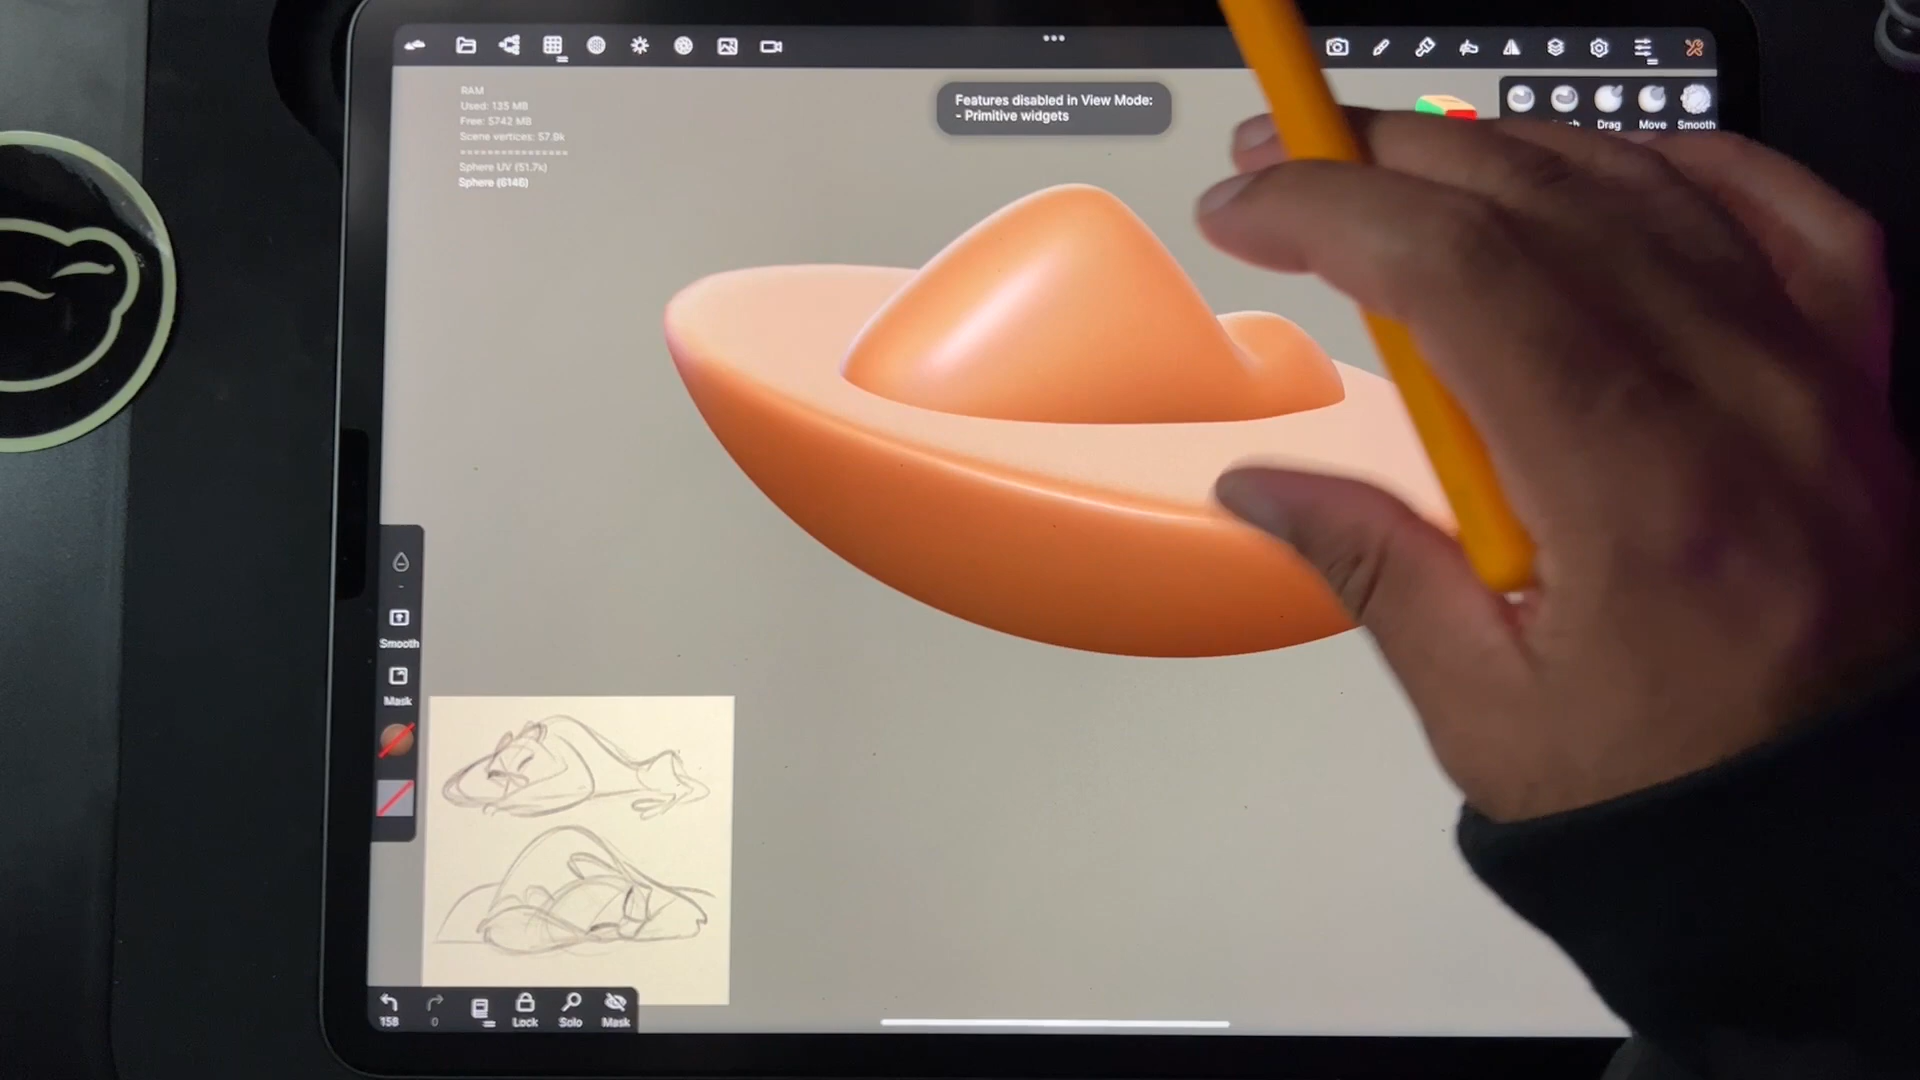 RAM
Used: 135 MB
Free: 5742 MB
Scene vertices: 57.9k
Sphere UV (51.7k)
Sphere (6146)
Features disabled in View Mode:
- Primitive widgets
Drag
Move
Smooth
Smooth
Mask
158
0
Lock
Solo
Mask